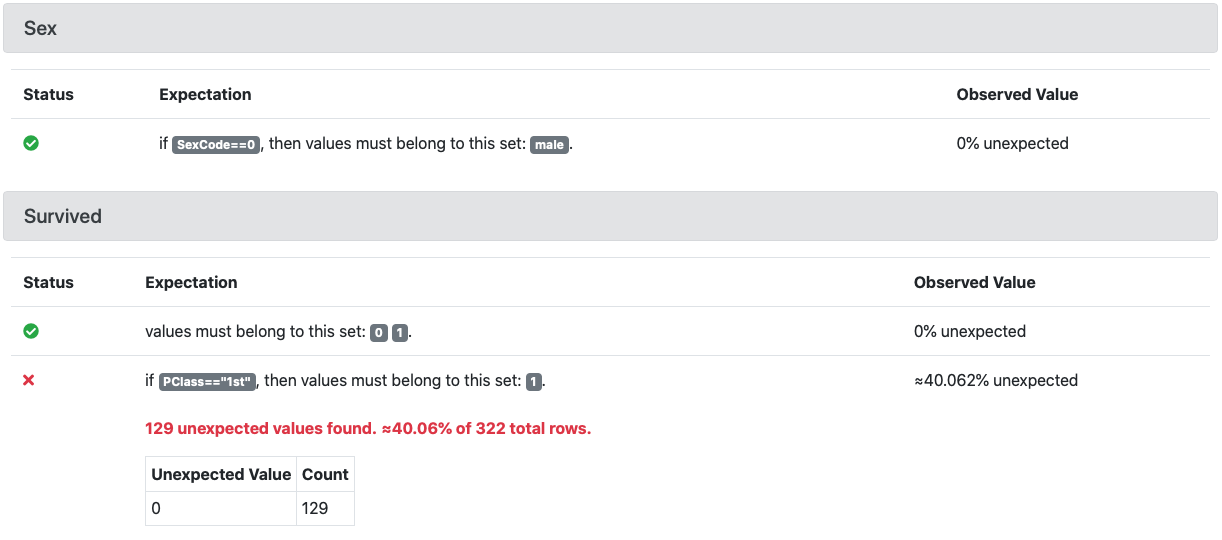 Sex
Status Expectation Observed Value
if SexCode==0, then values must belong to this set: male. 0% unexpected
Survived
Status Expectation Observed Value
values must belong to this set: 0 1. 0% unexpected
if PClass=="1st", then values must belong to this set: 1. ≈40.062% unexpected
129 unexpected values found. ≈40.06% of 322 total rows.
Unexpected Value Count
0 129